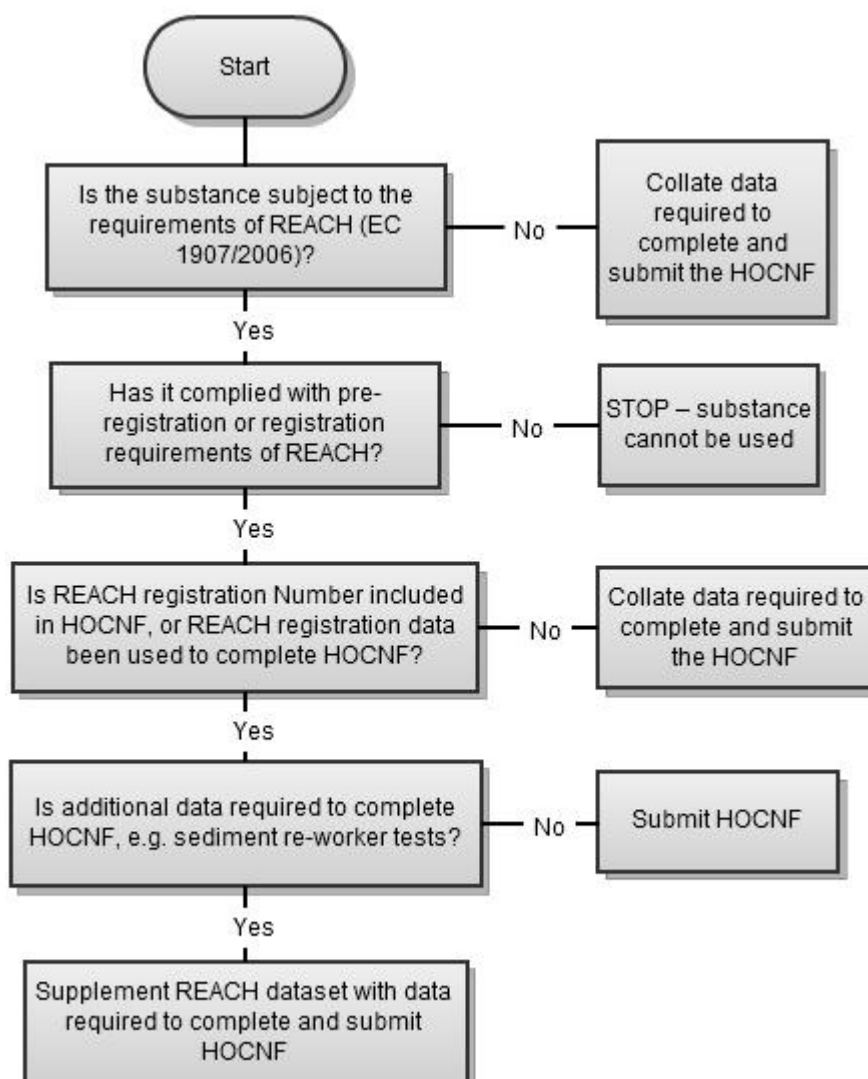 Start
Is the substance subject to the
requirements of REACH (EC
1907/2006)?
No
Collate data
required to
complete and
submit the HOCNF
Yes
Has it complied with pre-
registration or registration
requirements of REACH?
No
STOP – substance
cannot be used
Yes
Is REACH registration Number included
in HOCNF, or REACH registration data
been used to complete HOCNF?
No
Collate data required to
complete and submit
the HOCNF
Yes
Is additional data required to complete
HOCNF, e.g. sediment re-worker tests?
No
Submit HOCNF
Yes
Supplement REACH dataset with data
required to complete and submit
HOCNF